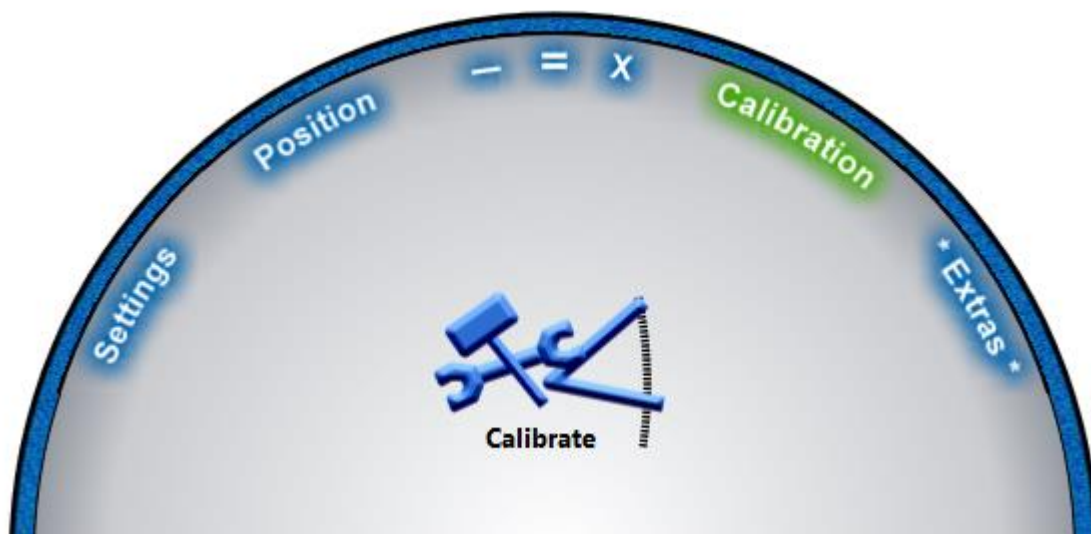 Settings
Position
– = X
Calibration
* Extras *
Calibrate